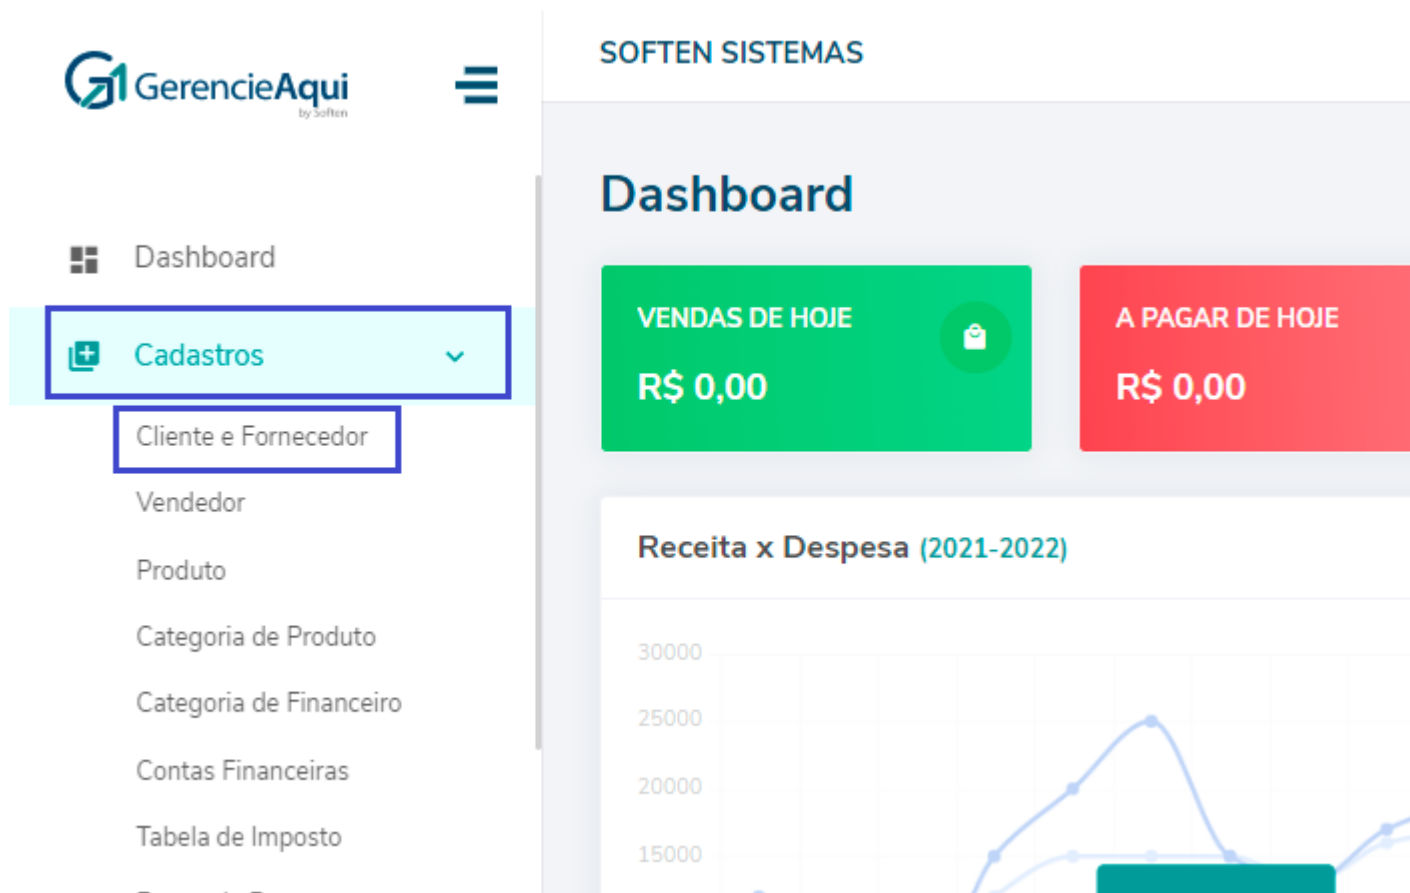 GerencieAqui
by Soften
SOFTEN SISTEMAS
Dashboard
Cadastros
Cliente e Fornecedor
Vendedor
Produto
Categoria de Produto
Categoria de Financeiro
Contas Financeiras
Tabela de Imposto
Dashboard
VENDAS DE HOJE
R$ 0,00
A PAGAR DE HOJE
R$ 0,00
Receita x Despesa (2021-2022)
30000
25000
20000
15000